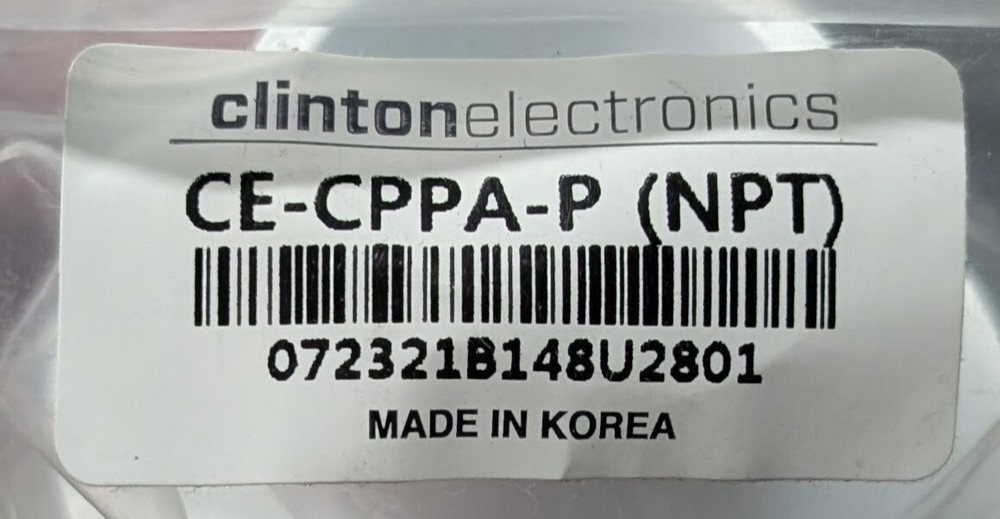 clintonelectronics
CE-CPPA-P (NPT)
072321B148U2801
MADE IN KOREA